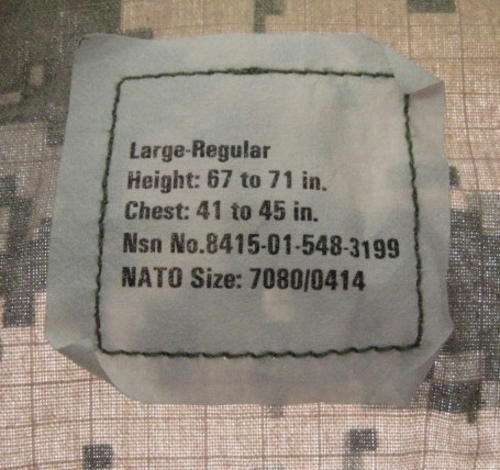 Large-Regular
Height: 67 to 71 in.
Chest: 41 to 45 in.
Nsn No.8415-01-548-3199
NATO Size: 7080/0414